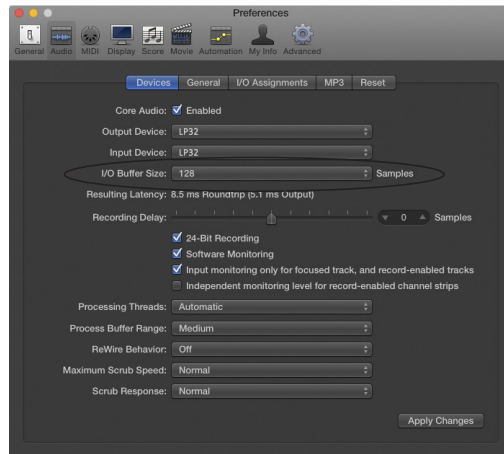 Preferences
General Audio MIDI Display Score Movie Automation My Info Advanced
Devices General I/O Assignments MP3 Reset
Core Audio: Enabled
Output Device: LP32
Input Device: LP32
I/O Buffer Size: 128 Samples
Resulting Latency: 8.5 ms Roundtrip (5.1 ms Output)
Recording Delay: 0 Samples
24-Bit Recording
Software Monitoring
Input monitoring only for focused track, and record-enabled tracks
Independent monitoring level for record-enabled channel strips
Processing Threads: Automatic
Process Buffer Range: Medium
ReWire Behavior: Off
Maximum Scrub Speed: Normal
Scrub Response: Normal
Apply Changes